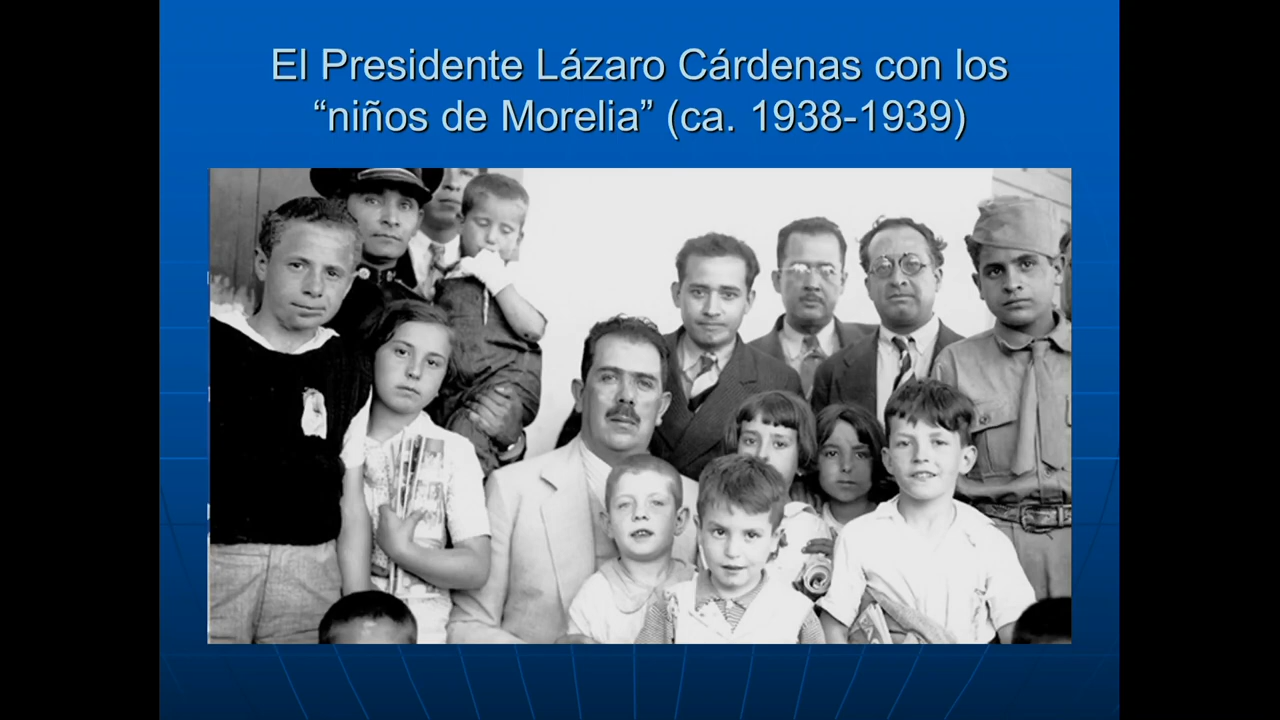 El Presidente Lázaro Cárdenas con los
“niños de Morelia” (ca. 1938-1939)